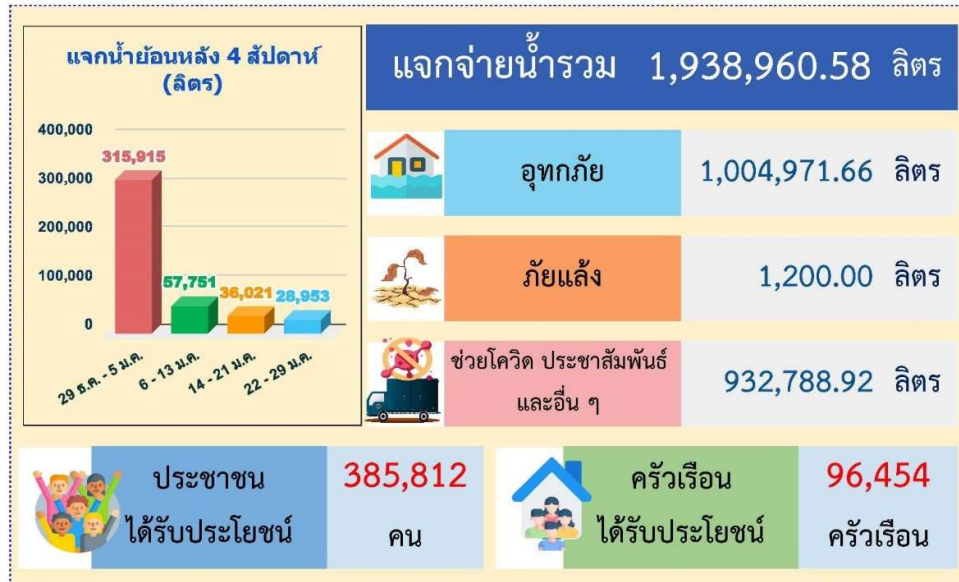 แจกน้ำย้อนหลัง 4 สัปดาห์
(ลิตร)
400,000
300,000
200,000
100,000
0
315,915
57,751
36,021
28,953
29 ธ.ค. - 5 ม.ค.
6 - 13 ม.ค.
14 - 21 ม.ค.
22 - 29 ม.ค.
แจกจ่ายน้ำรวม 1,938,960.58 ลิตร
อุทกภัย 1,004,971.66 ลิตร
ภัยแล้ง 1,200.00 ลิตร
ช่วยโควิด ประชาสัมพันธ์
และอื่น ๆ
932,788.92 ลิตร
ประชาชน
ได้รับประโยชน์
385,812
คน
ครัวเรือน
ได้รับประโยชน์
96,454
ครัวเรือน